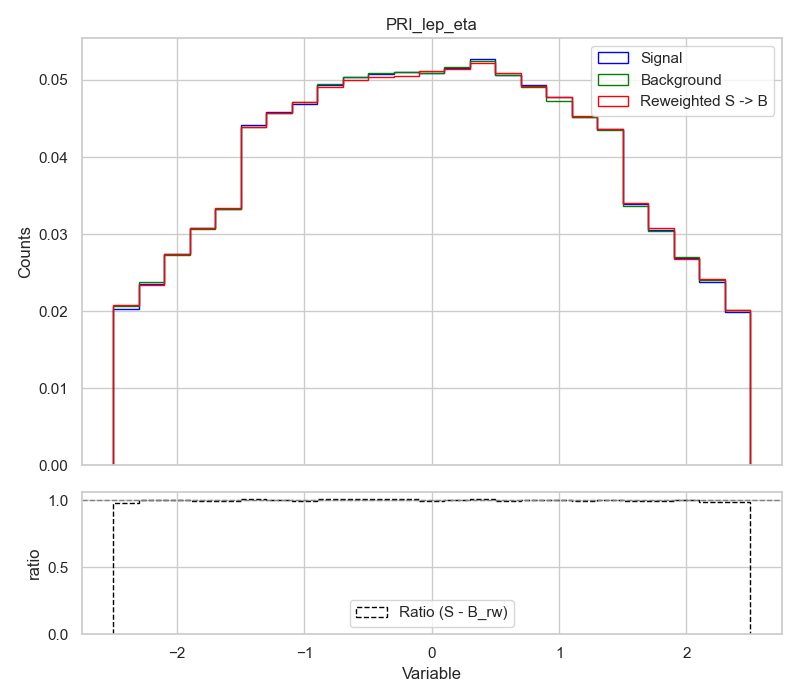 PRI_lep_eta
Signal
Background
Reweighted S -> B
0.05
0.04
0.03
0.02
0.01
0.00
Counts
1.0
0.5
0.0
ratio
Ratio (S - B_rw)
−2
−1
0
1
2
Variable